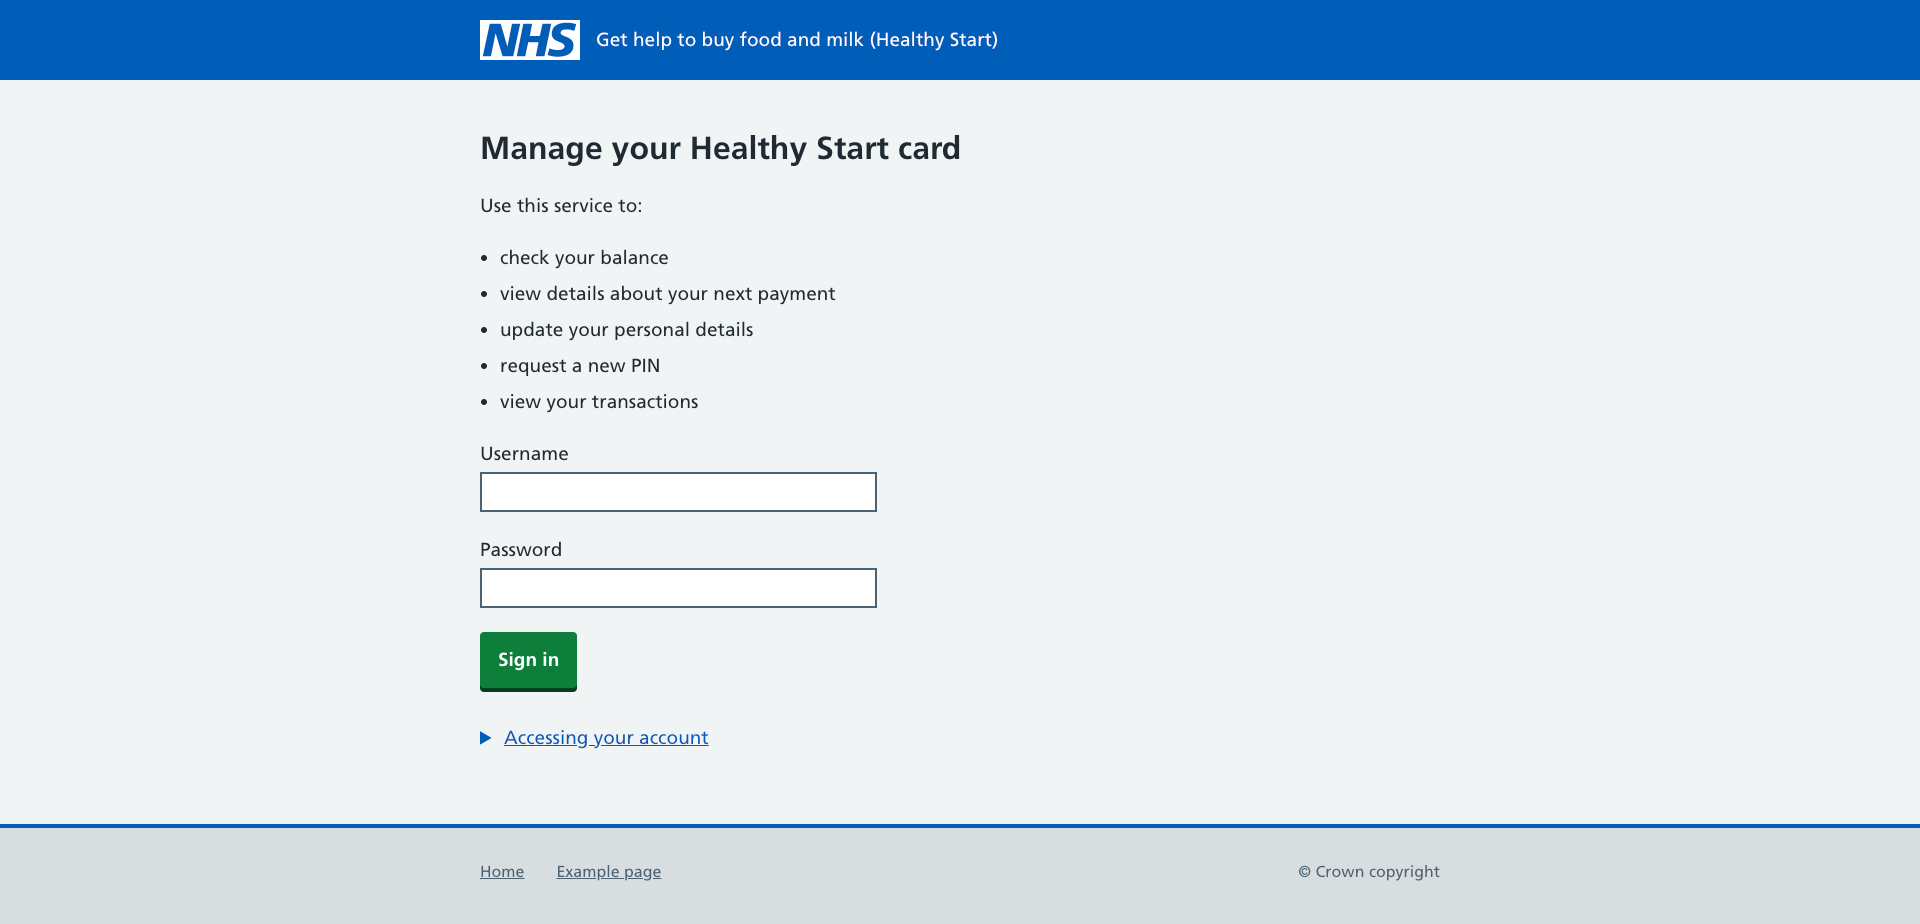 NHS
Get help to buy food and milk (Healthy Start)
Manage your Healthy Start card
Use this service to:
• check your balance
• view details about your next payment
• update your personal details
• request a new PIN
• view your transactions
Username
Password
Sign in
Accessing your account
Home
Example page
© Crown copyright